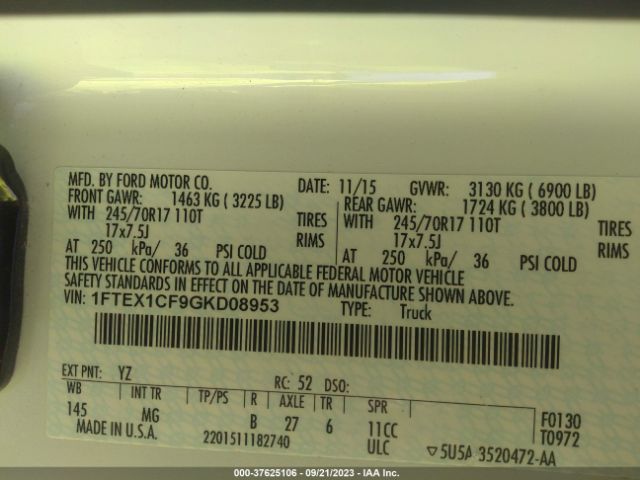 MFD. BY FORD MOTOR CO.
DATE: 11/15 GVWR: 3130 KG ( 6900 LB)
FRONT GAWR: 1463 KG ( 3225 LB)
REAR GAWR: 1724 KG ( 3800 LB)
WITH 245/70R17 110T TIRES
WITH 245/70R17 110T TIRES
17x7.5J RIMS
17x7.5J RIMS
AT 250 kPa/ 36 PSI COLD
AT 250 kPa/ 36 PSI COLD
THIS VEHICLE CONFORMS TO ALL APPLICABLE FEDERAL MOTOR VEHICLE
SAFETY STANDARDS IN EFFECT ON THE DATE OF MANUFACTURE SHOWN ABOVE.
VIN: 1FTEX1CF9GKD08953
TYPE: Truck
EXT PNT: YZ RC: 52 DSO:
WB INT TR TP/PS R AXLE TR SPR
145 MG B 27 6 11CC
F0130
T0972
MADE IN U.S.A. 2201511182740 ULC
▽5U5A 3520472-AA
000-37625106 - 09/21/2023 - IAA Inc.